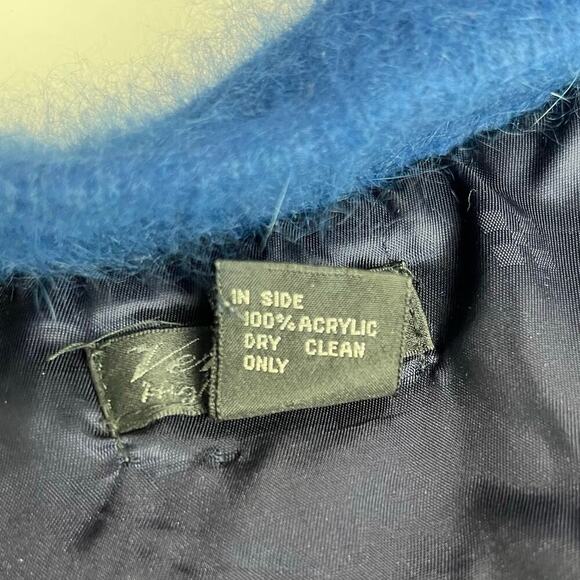 IN SIDE
100% ACRYLIC
DRY CLEAN
ONLY